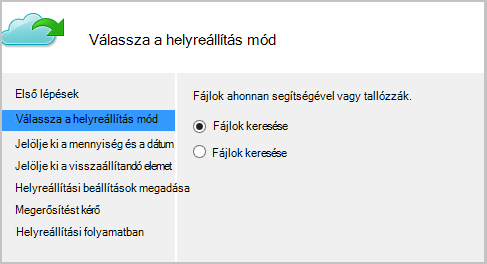 Válassza a helyreállítás mód
Első lépések
Válassza a helyreállítás mód
Jelölje ki a mennyiség és a dátum
Jelölje ki a visszaállítandó elemet
Helyreállítási beállítások megadása
Megerősítést kérő
Helyreállítási folyamatban
Fájlok ahonnan segítségével vagy tallózzák.
Fájlok keresése
Fájlok keresése